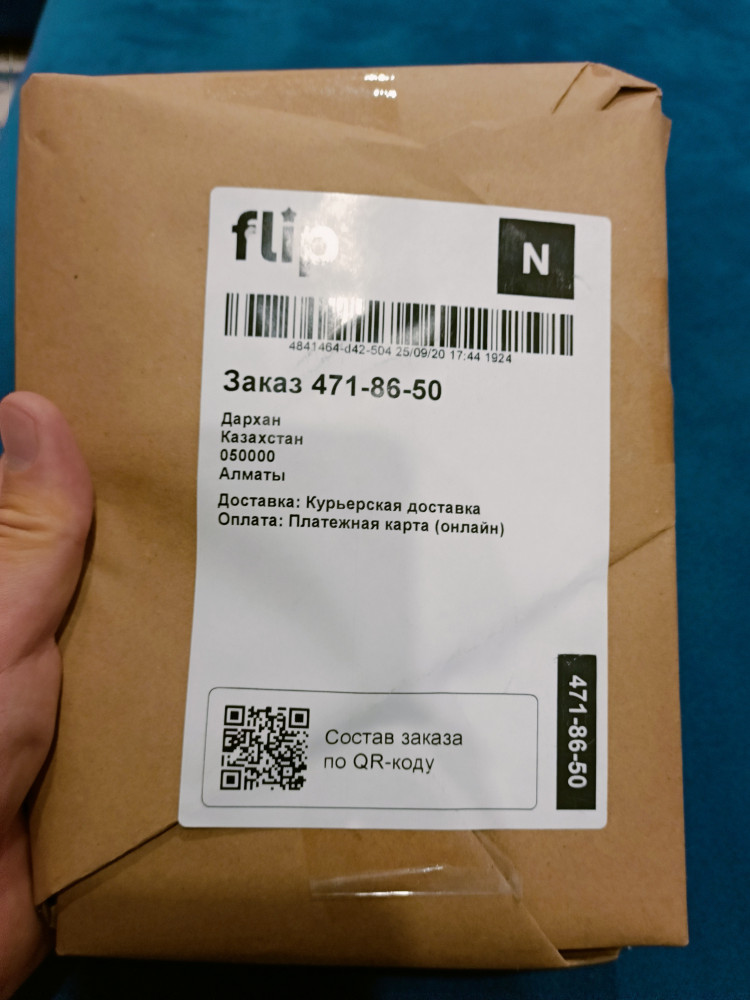 flip
N
4841464-d42-504 25/09/20 17:44 1924
Заказ 471-86-50
Дархан
Казахстан
050000
Алматы
Доставка: Курьерская доставка
Оплата: Платежная карта (онлайн)
Состав заказа
по QR-коду
471-86-50